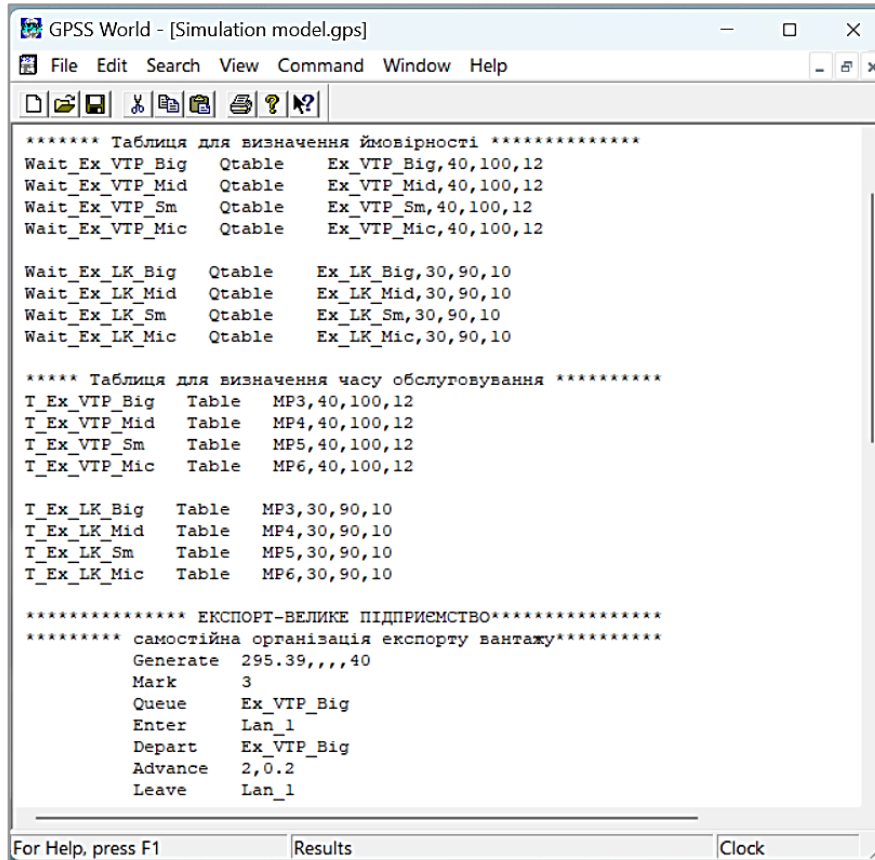 GPSS World - [Simulation model.gps]
File Edit Search View Command Window Help
******* Таблиця для визначення ймовірності **************
Wait_Ex_VTP_Big Qtable Ex_VTP_Big,40,100,12
Wait_Ex_VTP_Mid Qtable Ex_VTP_Mid,40,100,12
Wait_Ex_VTP_Sm Qtable Ex_VTP_Sm,40,100,12
Wait_Ex_VTP_Mic Qtable Ex_VTP_Mic,40,100,12
Wait_Ex_LK_Big Qtable Ex_LK_Big,30,90,10
Wait_Ex_LK_Mid Qtable Ex_LK_Mid,30,90,10
Wait_Ex_LK_Sm Qtable Ex_LK_Sm,30,90,10
Wait_Ex_LK_Mic Qtable Ex_LK_Mic,30,90,10
***** Таблиця для визначення часу обслуговування **********
T_Ex_VTP_Big Table MP3,40,100,12
T_Ex_VTP_Mid Table MP4,40,100,12
T_Ex_VTP_Sm Table MP5,40,100,12
T_Ex_VTP_Mic Table MP6,40,100,12
T_Ex_LK_Big Table MP3,30,90,10
T_Ex_LK_Mid Table MP4,30,90,10
T_Ex_LK_Sm Table MP5,30,90,10
T_Ex_LK_Mic Table MP6,30,90,10
*************** ЕКСПОРТ-ВЕЛИКЕ ПІДПРИЄМСТВО****************
********* самостійна організація експорту вантажу**********
Generate 295.39,,,,40
Mark 3
Queue Ex_VTP_Big
Enter Lan_1
Depart Ex_VTP_Big
Advance 2,0.2
Leave Lan_1
For Help, press F1 Results Clock